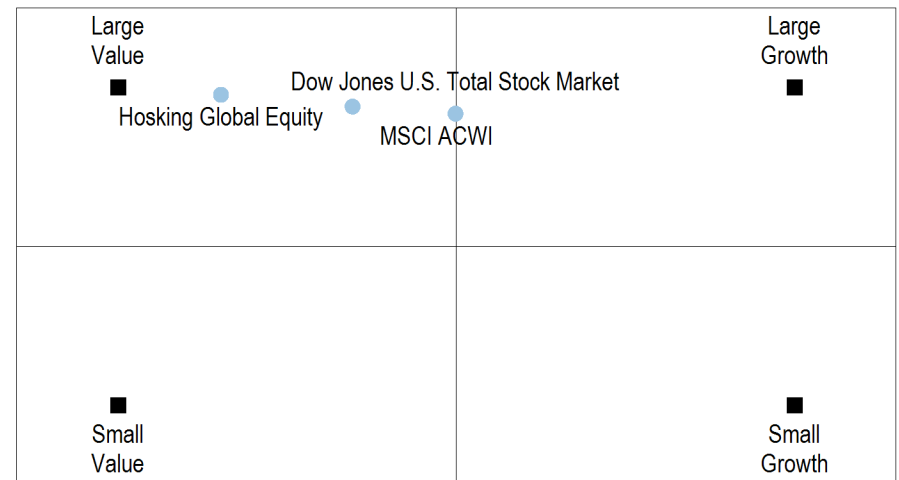 Large
Value
Large
Growth
Dow Jones U.S. Total Stock Market
Hosking Global Equity
MSCI ACWI
Small
Value
Small
Growth